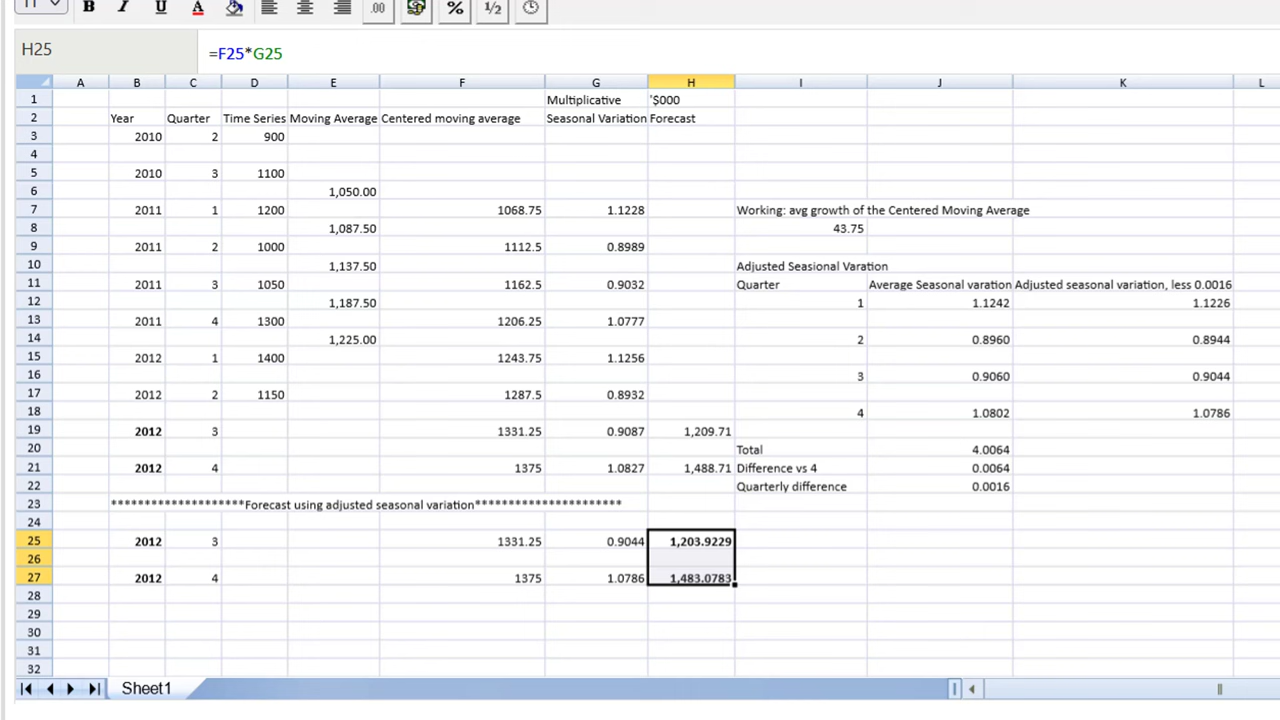 B I U A .00 % 1/2
H25 =F25*G25
A B C D E F G H I J K L
1 Multiplicative '$000
2 Year Quarter Time Series Moving Average Centered moving average Seasonal Variation Forecast
3 2010 2 900
4
5 2010 3 1100
6 1,050.00
7 2011 1 1200 1068.75 1.1228 Working: avg growth of the Centered Moving Average
8 1,087.50 43.75
9 2011 2 1000 1112.5 0.8989
10 1,137.50 Adjusted Seasional Varation
11 2011 3 1050 1162.5 0.9032 Quarter Average Seasonal varation Adjusted seasonal variation, less 0.0016
12 1,187.50 1 1.1242 1.1226
13 2011 4 1300 1206.25 1.0777
14 1,225.00 2 0.8960 0.8944
15 2012 1 1400 1243.75 1.1256
16 3 0.9060 0.9044
17 2012 2 1150 1287.5 0.8932
18 4 1.0802 1.0786
19 2012 3 1331.25 0.9087 1,209.71
20 Total 4.0064
21 2012 4 1375 1.0827 1,488.71 Difference vs 4 0.0064
22 Quarterly difference 0.0016
23 ********************Forecast using adjusted seasonal variation**********************
24
25 2012 3 1331.25 0.9044 1,203.9229
26
27 2012 4 1375 1.0786 1,483.0783
28
29
30
31
32
Sheet1